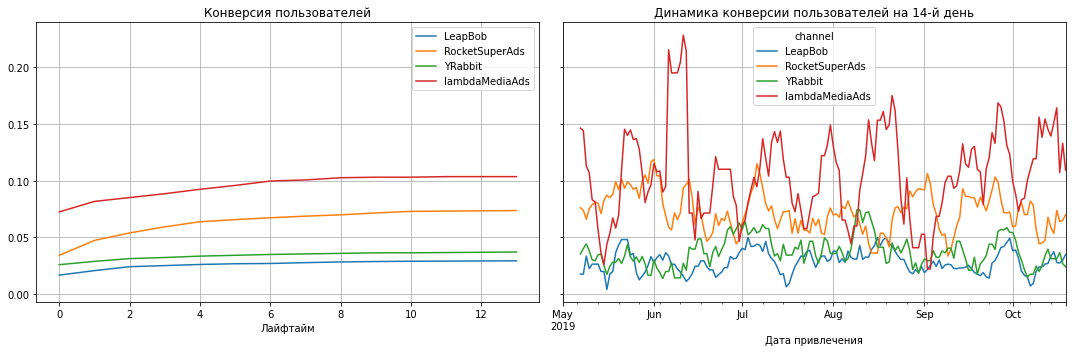 Конверсия пользователей
0.20
0.15
0.10
0.05
0.00
0 2 4 6 8 10 12
Лайфтайм
LeapBob
RocketSuperAds
YRabbit
lambdaMediaAds
Динамика конверсии пользователей на 14-й день
channel
LeapBob
RocketSuperAds
YRabbit
lambdaMediaAds
May Jun Jul Aug Sep Oct
2019
Дата привлечения